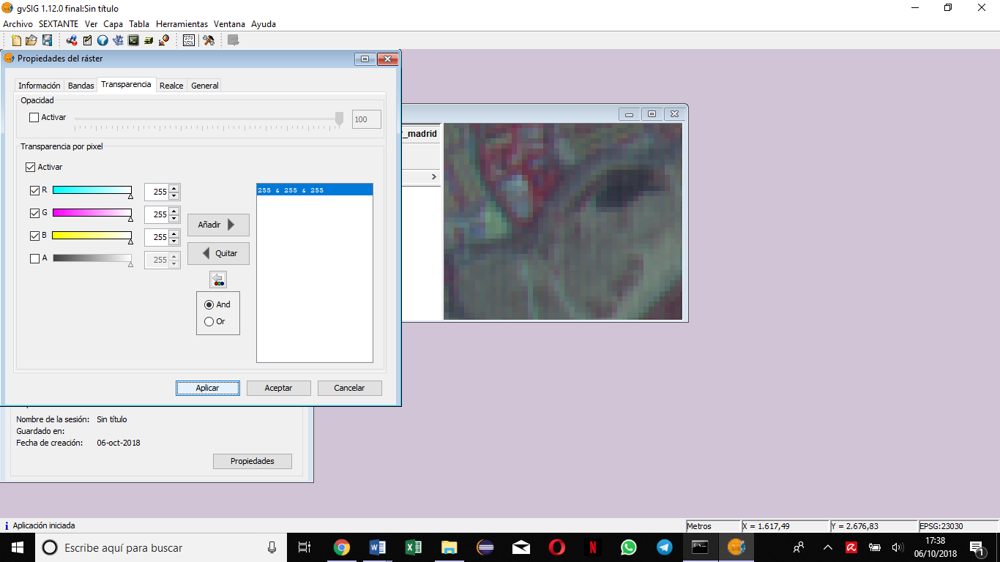 gvSIG 1.12.0 final:Sin título
Archivo SEXTANTE Ver Capa Tabla Herramientas Ventana Ayuda
Propiedades del ráster
Información Bandas Transparencia Realce General
Opacidad
Activar 100
Transparencia por pixel
Activar
R 255
G 255
B 255
A 255
Añadir
Quitar
And
Or
255 & 255 & 255
Aplicar Aceptar Cancelar
r_madrid
Nombre de la sesión: Sin título
Guardado en:
Fecha de creación: 06-oct-2018
Propiedades
Aplicación iniciada
Metros X = 1.617,49 Y = 2.676,83 EPSG:23030
Escribe aquí para buscar
17:38
06/10/2018
1